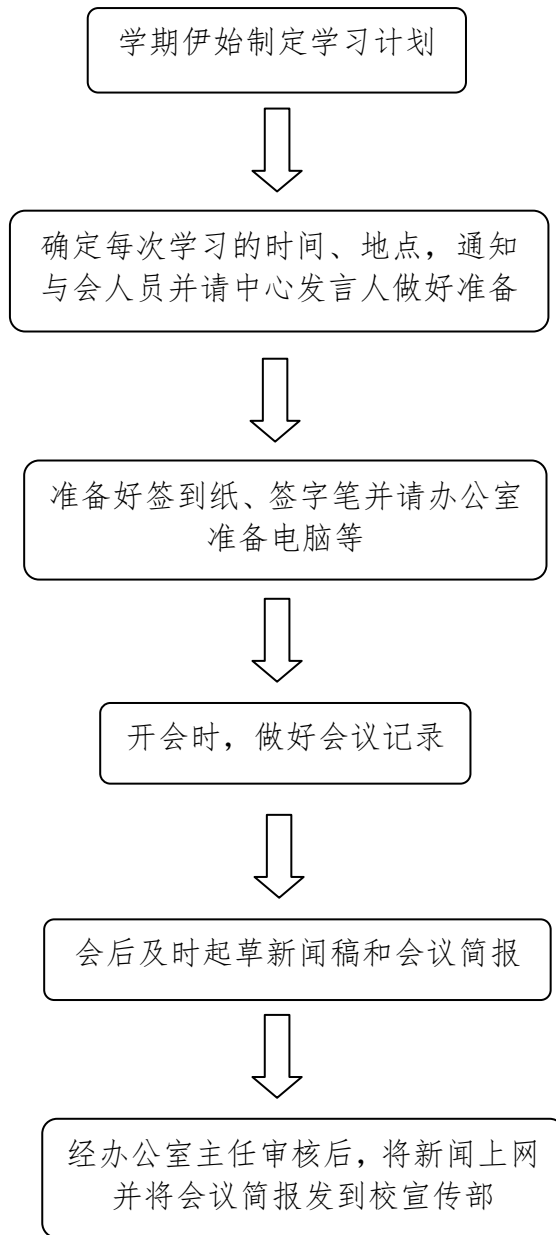 学期伊始制定学习计划
确定每次学习的时间、地点，通知
与会人员并请中心发言人做好准备
准备好签到纸、签字笔并请办公室
准备电脑等
开会时，做好会议记录
会后及时起草新闻稿和会议简报
经办公室主任审核后，将新闻上网
并将会议简报发到校宣传部